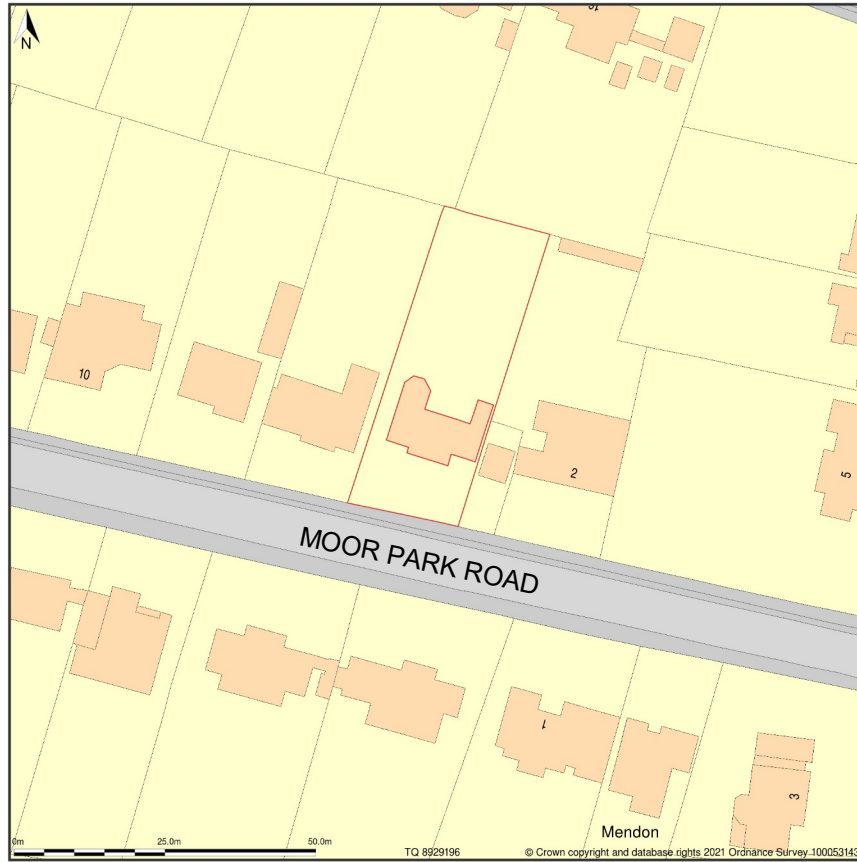 N
10
2
5
MOOR PARK ROAD
1
3
Mendon
0m 25.0m 50.0m
TQ 8929196 © Crown copyright and database rights 2021 Ordnance Survey 10005314